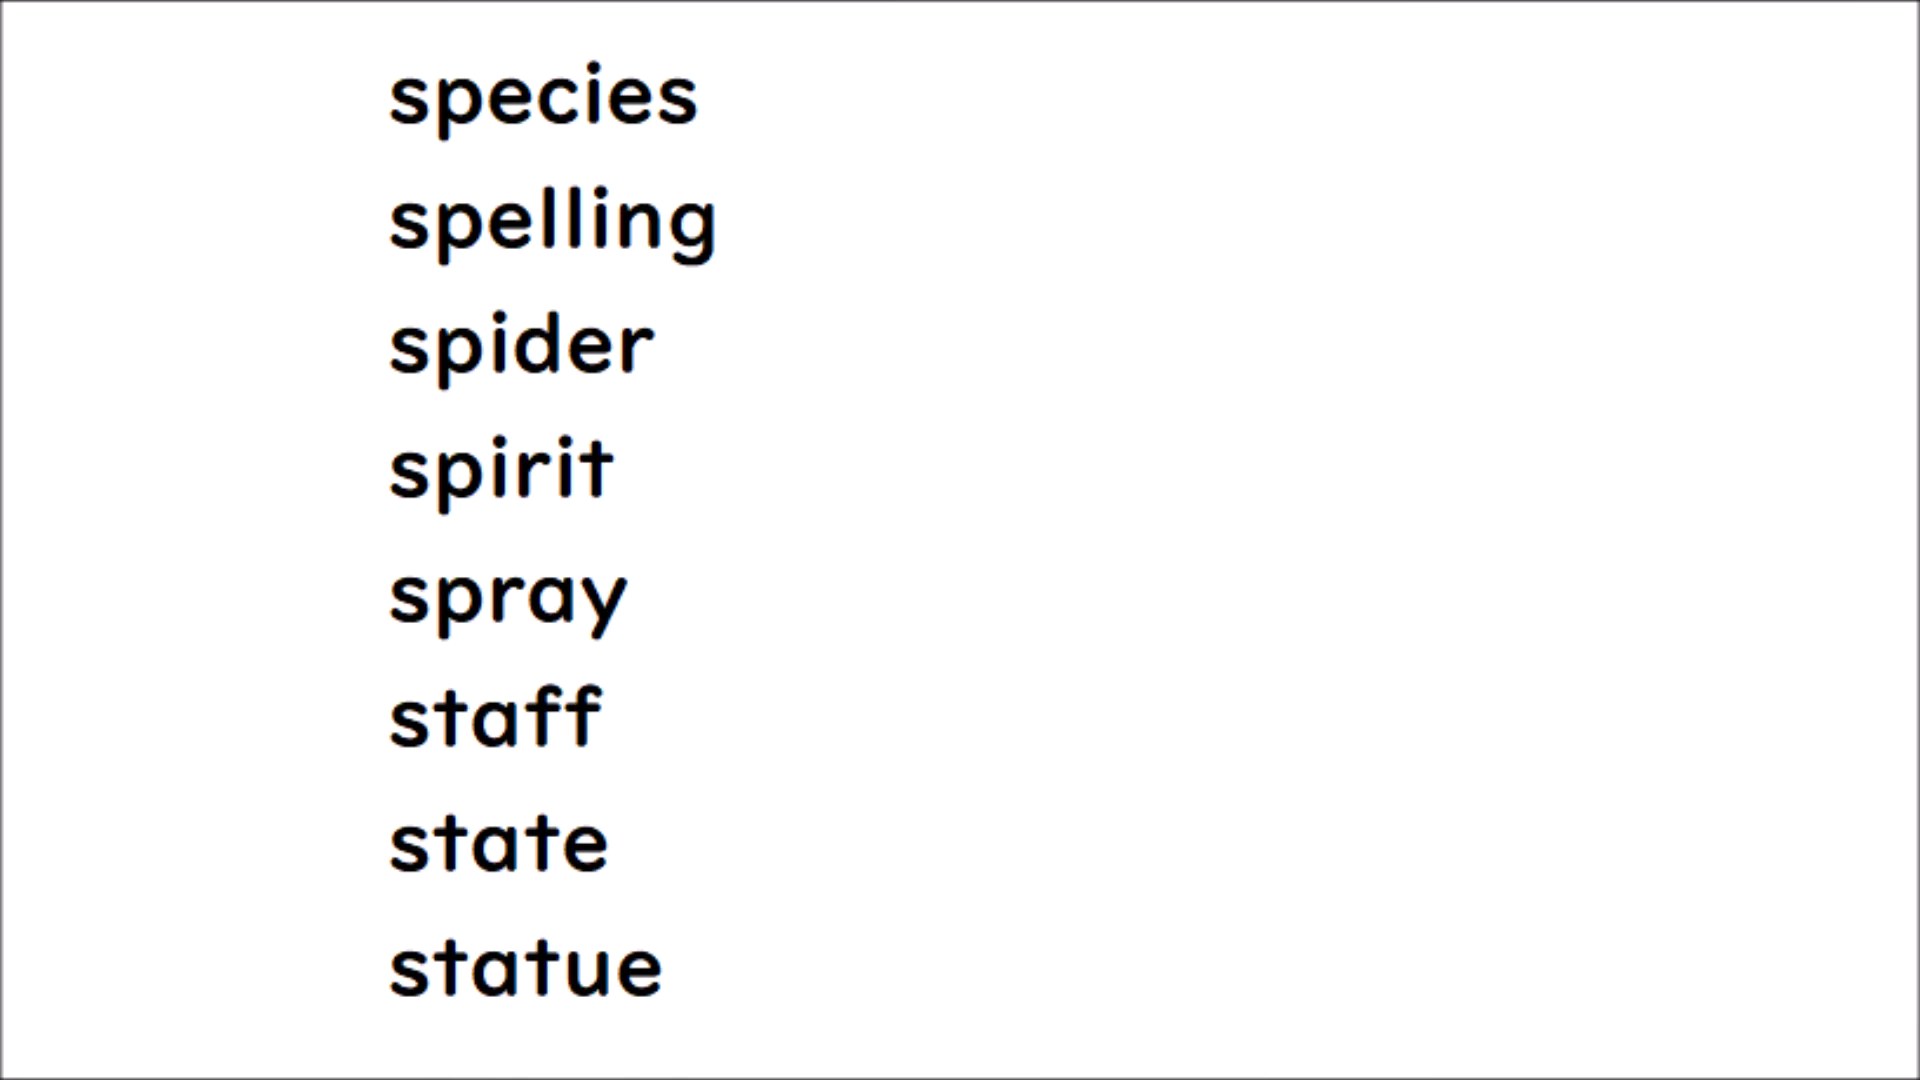 species
spelling
spider
spirit
spray
staff
state
statue